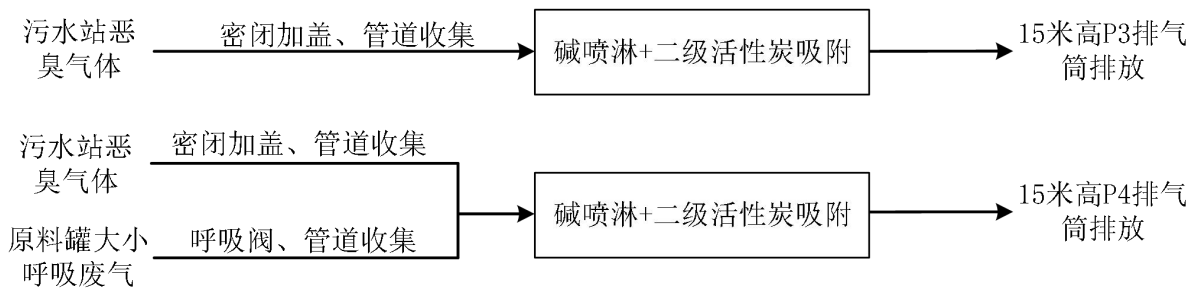 污水站恶
臭气体
密闭加盖、管道收集
碱喷淋+二级活性炭吸附
15米高P3排气
筒排放
污水站恶
臭气体
密闭加盖、管道收集
原料罐大小
呼吸废气
呼吸阀、管道收集
碱喷淋+二级活性炭吸附
15米高P4排气
筒排放